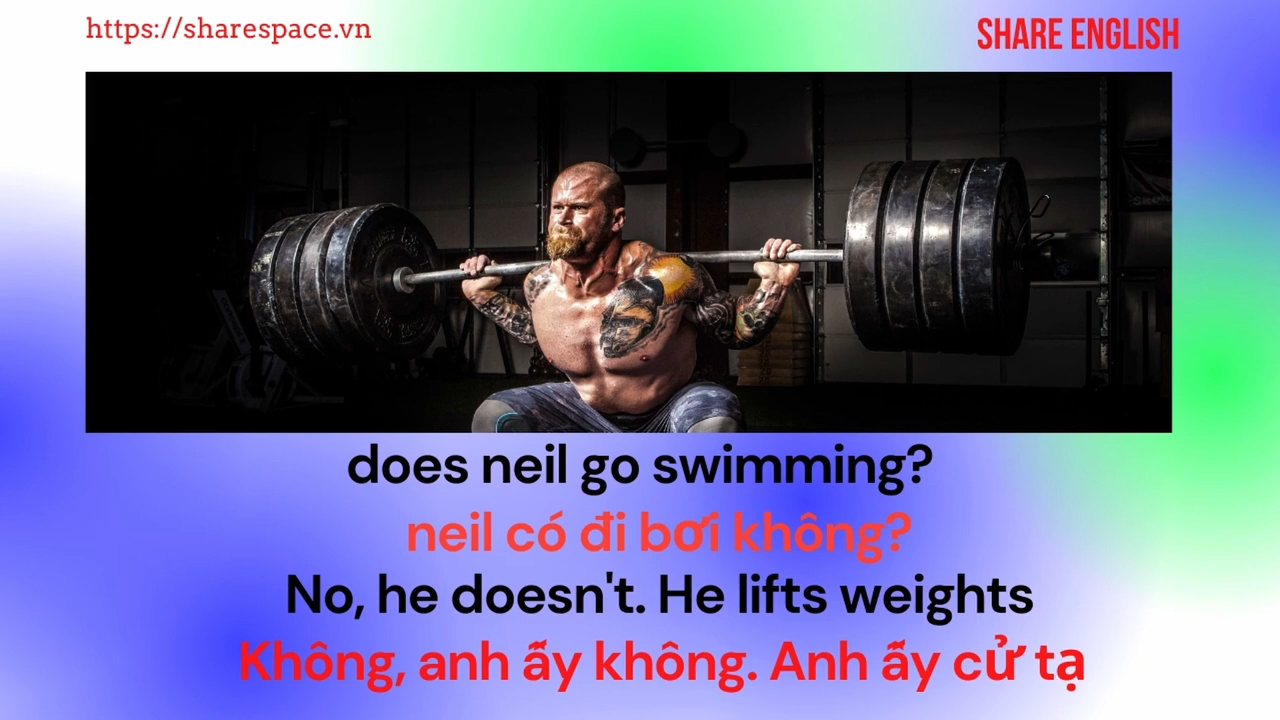 https://sharespace.vn
SHARE ENGLISH
does neil go swimming?
neil có đi bơi không?
No, he doesn't. He lifts weights
Không, anh ấy không. Anh ấy cử tạ